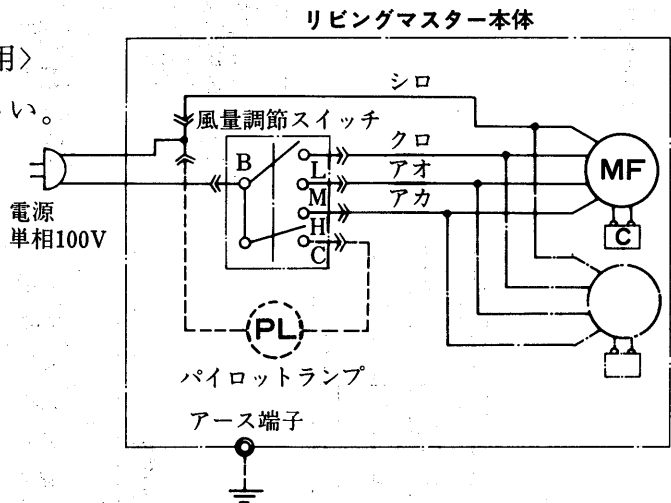 リビングマスター本体
用〉
い。
シロ
風量調節スイッチ
クロ
B
L
アオ
MF
M
アカ
電源
単相100V
H
C
C
PL
パイロットランプ
アース端子